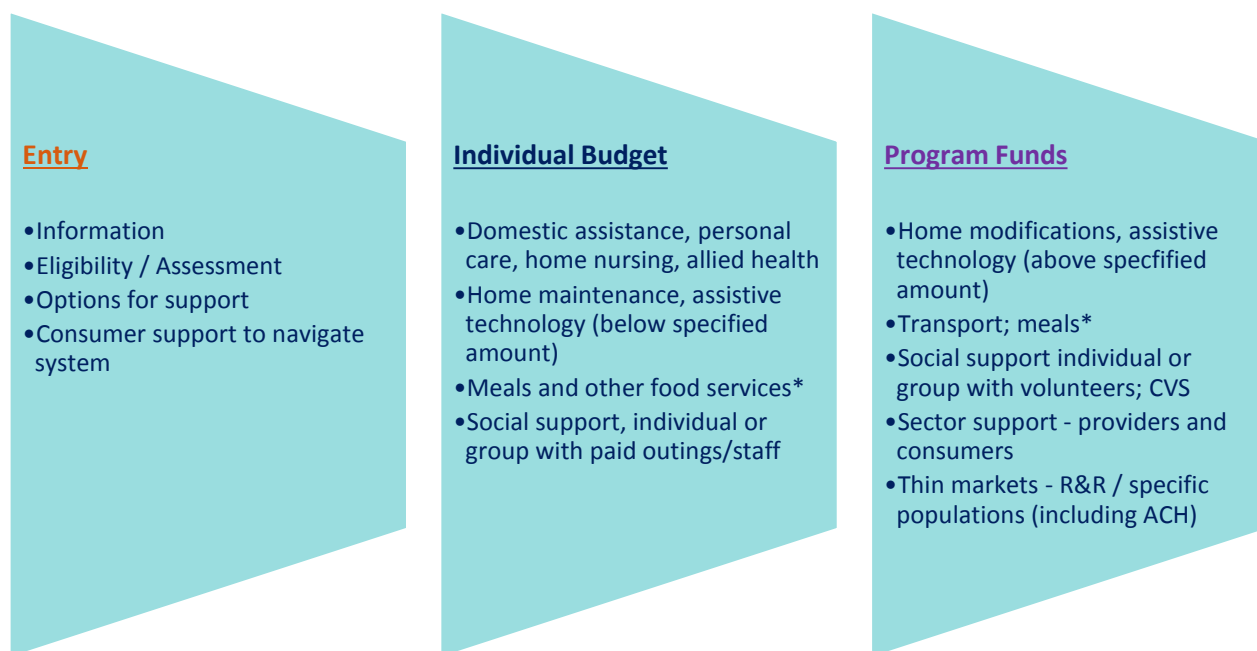 Entry
•Information
•Eligibility / Assessment
•Options for support
•Consumer support to navigate
system
Individual Budget
•Domestic assistance, personal
care, home nursing, allied health
•Home maintenance, assistive
technology (below specified
amount)
•Meals and other food services*
•Social support, individual or
group with paid outings/staff
Program Funds
•Home modifications, assistive
technology (above specfified
amount)
•Transport; meals*
•Social support individual or
group with volunteers; CVS
•Sector support - providers and
consumers
•Thin markets - R&R / specific
populations (including ACH)